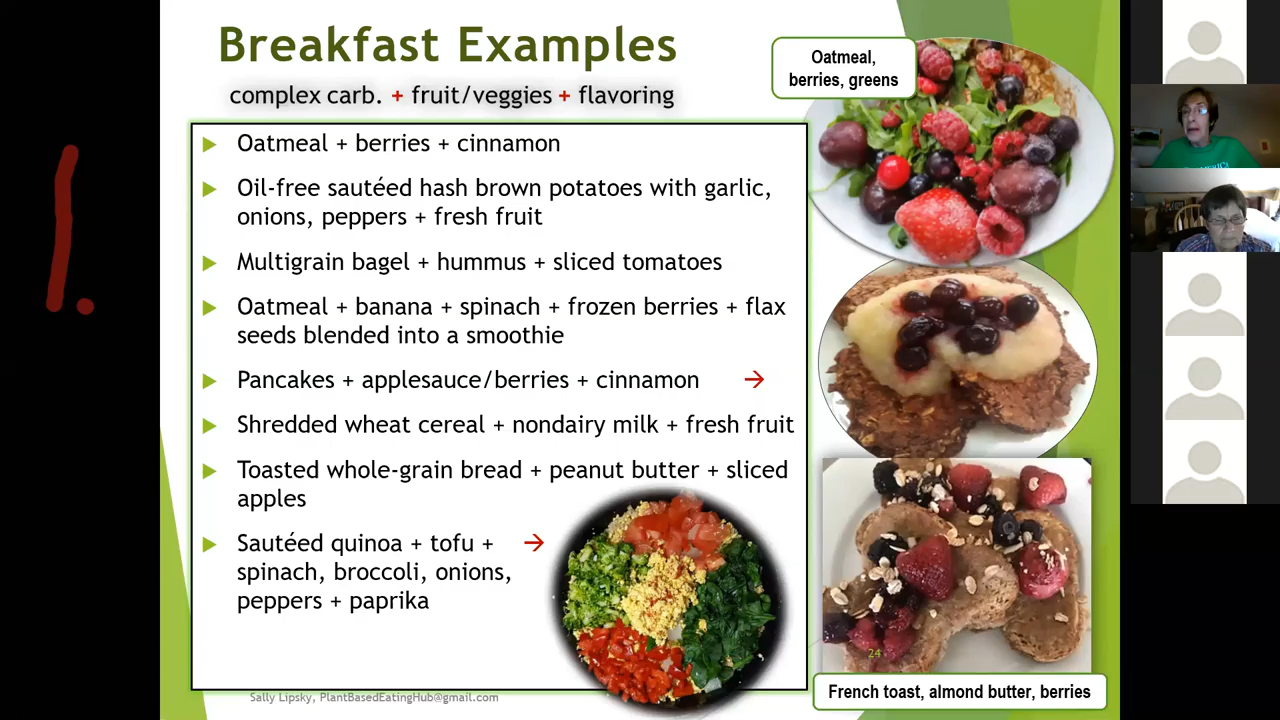 Breakfast Examples
complex carb. + fruit/veggies + flavoring
Oatmeal + berries + cinnamon
Oil-free sautéed hash brown potatoes with garlic,
onions, peppers + fresh fruit
Multigrain bagel + hummus + sliced tomatoes
Oatmeal + banana + spinach + frozen berries + flax
seeds blended into a smoothie
Pancakes + applesauce/berries + cinnamon →
Shredded wheat cereal + nondairy milk + fresh fruit
Toasted whole-grain bread + peanut butter + sliced
apples
Sautéed quinoa + tofu + →
spinach, broccoli, onions,
peppers + paprika
Oatmeal,
berries, greens
French toast, almond butter, berries
24
Sally Lipsky, PlantBasedEatingHub@gmail.com
1.